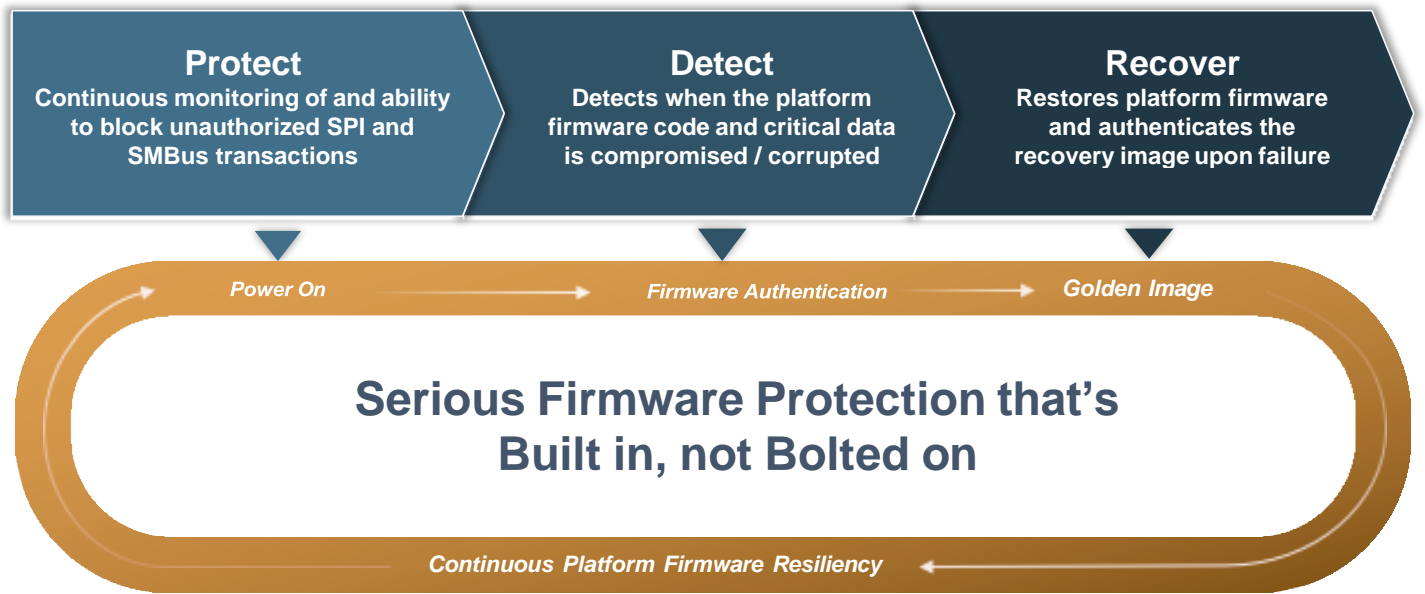 Protect
Continuous monitoring of and ability
to block unauthorized SPI and
SMBus transactions
Detect
Detects when the platform
firmware code and critical data
is compromised / corrupted
Recover
Restores platform firmware
and authenticates the
recovery image upon failure
Power On
Firmware Authentication
Golden Image
Serious Firmware Protection that’s
Built in, not Bolted on
Continuous Platform Firmware Resiliency